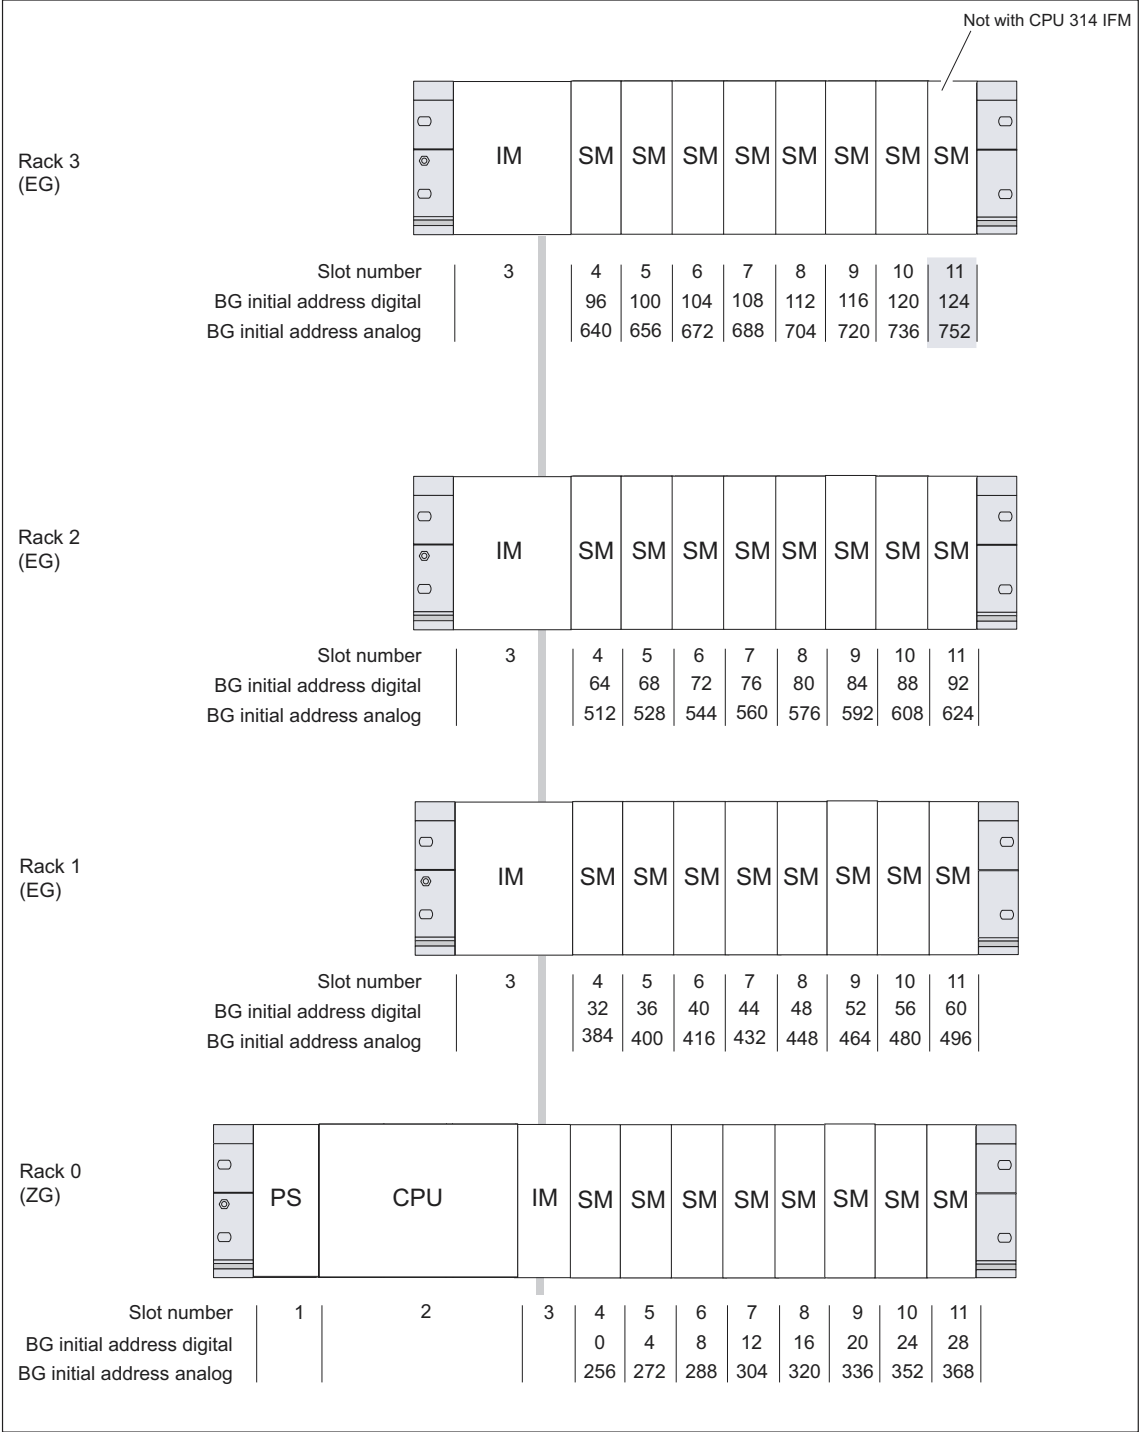 Not with CPU 314 IFM
Rack 3
(EG)
IM SM SM SM SM SM SM SM SM
Slot number 3 4 5 6 7 8 9 10 11
BG initial address digital 96 100 104 108 112 116 120 124
BG initial address analog 640 656 672 688 704 720 736 752
Rack 2
(EG)
IM SM SM SM SM SM SM SM SM
Slot number 3 4 5 6 7 8 9 10 11
BG initial address digital 64 68 72 76 80 84 88 92
BG initial address analog 512 528 544 560 576 592 608 624
Rack 1
(EG)
IM SM SM SM SM SM SM SM SM
Slot number 3 4 5 6 7 8 9 10 11
BG initial address digital 32 36 40 44 48 52 56 60
BG initial address analog 384 400 416 432 448 464 480 496
Rack 0
(ZG)
PS CPU IM SM SM SM SM SM SM SM SM
Slot number 1 2 3 4 5 6 7 8 9 10 11
BG initial address digital 0 4 8 12 16 20 24 28
BG initial address analog 256 272 288 304 320 336 352 368